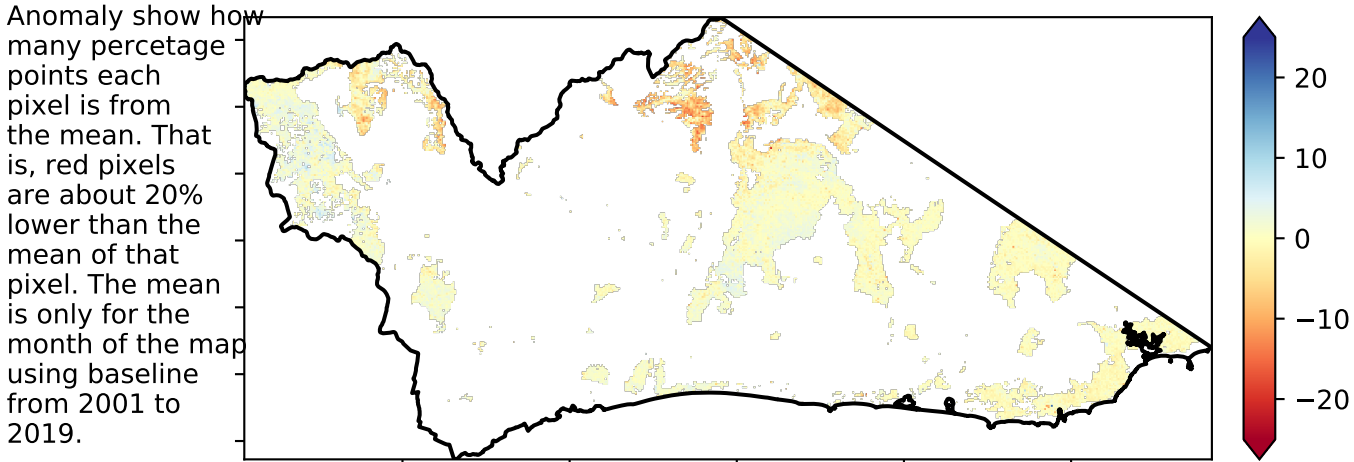 Anomaly show how
many percetage
points each
pixel is from
the mean. That
is, red pixels
are about 20%
lower than the
mean of that
pixel. The mean
is only for the
month of the map
using baseline
from 2001 to
2019.
20
10
0
−10
−20